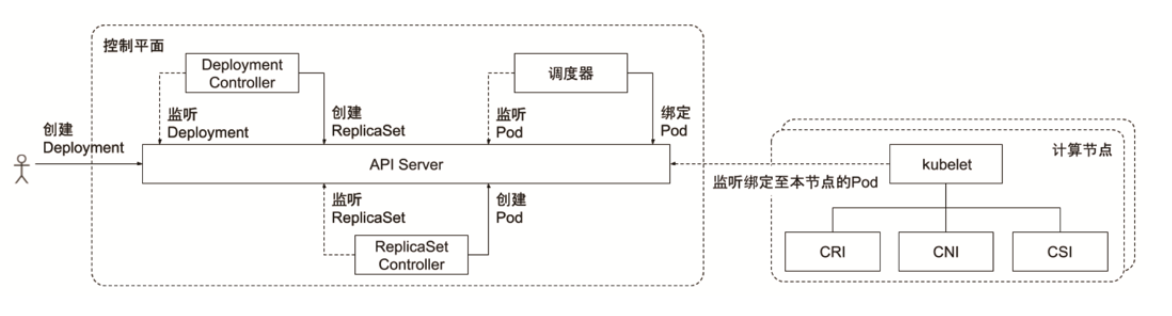 控制平面
Deployment
Controller
调度器
监听
Deployment
创建
ReplicaSet
监听
Pod
绑定
Pod
创建
Deployment
API Server
监听
ReplicaSet
创建
Pod
ReplicaSet
Controller
计算节点
kubelet
监听绑定至本节点的Pod
CRI
CNI
CSI